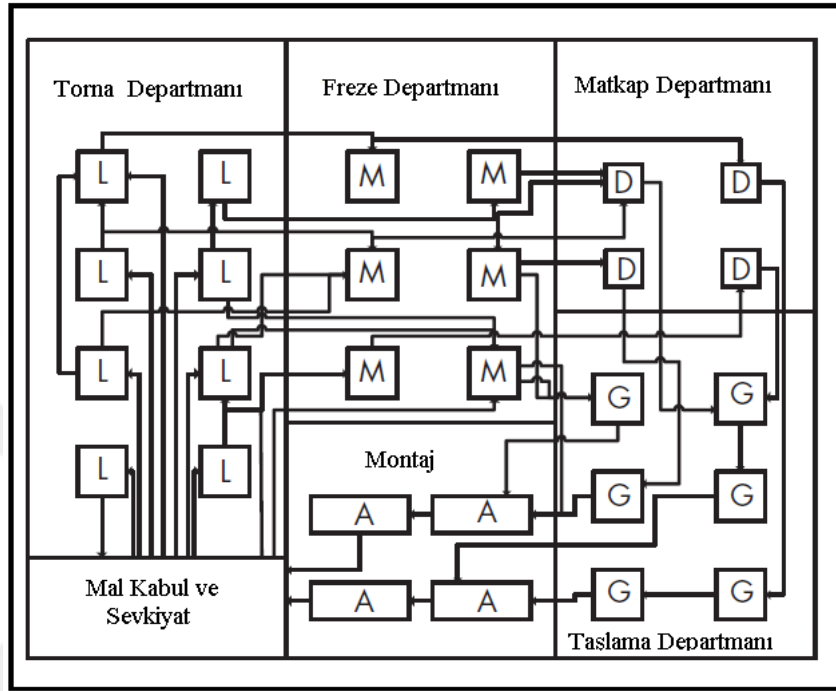 Torna Departmanı
Freze Departmanı
Matkap Departmanı
L
L
M
M
D
D
L
L
M
M
D
D
L
L
M
M
G
G
L
L
Montaj
A
A
G
G
Mal Kabul ve
Sevkiyat
A
A
G
G
Taşlama Departmanı